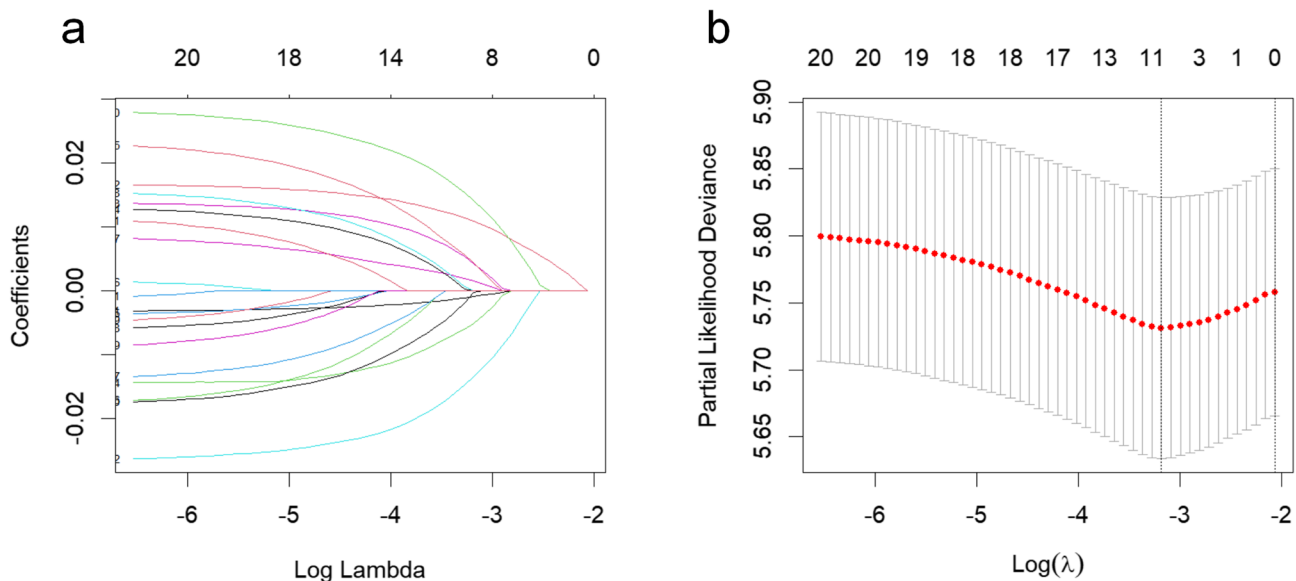 a
20 18 14 8 0
0.02
0.00
-0.02
Coefficients
-6 -5 -4 -3 -2
Log Lambda
b
20 20 19 18 18 17 13 11 3 1 0
5.90
5.85
5.80
5.75
5.70
5.65
Partial Likelihood Deviance
-6 -5 -4 -3 -2
Log(λ)